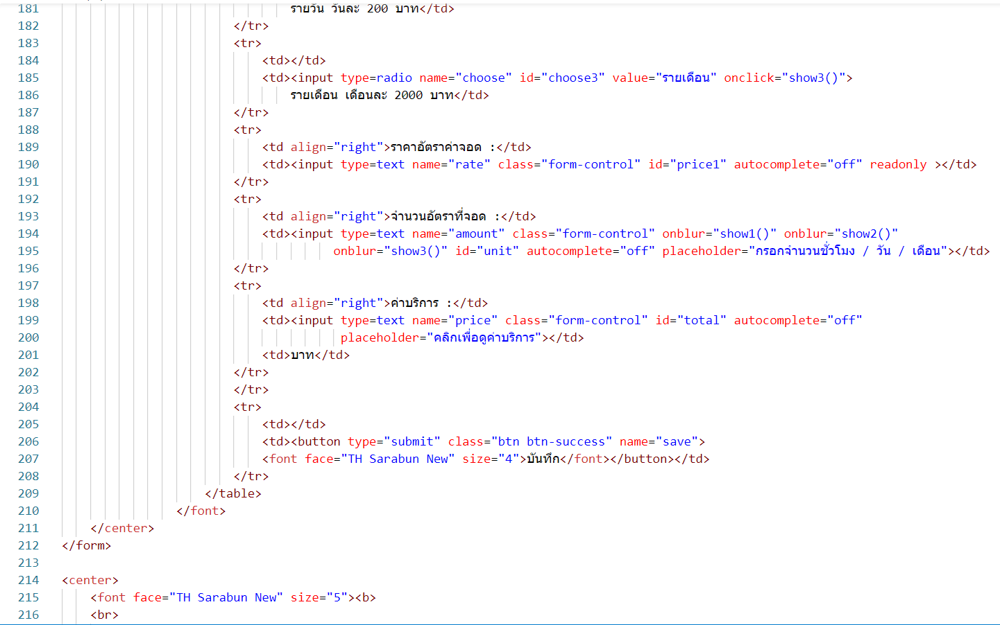 181 รายวัน วันละ 200 บาท</td>
182 </tr>
183 <tr>
184 <td></td>
185 <td><input type=radio name="choose" id="choose3" value="รายเดือน" onclick="show3()">
186 รายเดือน เดือนละ 2000 บาท</td>
187 </tr>
188 <tr>
189 <td align="right">ราคาอัตราค่าจอด :</td>
190 <td><input type=text name="rate" class="form-control" id="price1" autocomplete="off" readonly ></td>
191 </tr>
192 <tr>
193 <td align="right">จำนวนอัตราที่จอด :</td>
194 <td><input type=text name="amount" class="form-control" onblur="show1()" onblur="show2()"
195 onblur="show3()" id="unit" autocomplete="off" placeholder="กรอกจำนวนชั่วโมง / วัน / เดือน"></td>
196 </tr>
197 <tr>
198 <td align="right">ค่าบริการ :</td>
199 <td><input type=text name="price" class="form-control" id="total" autocomplete="off"
200 placeholder="คลิกเพื่อดูค่าบริการ"></td>
201 <td>บาท</td>
202 </tr>
203 </tr>
204 <tr>
205 <td></td>
206 <td><button type="submit" class="btn btn-success" name="save">
207 <font face="TH Sarabun New" size="4">บันทึก</font></button></td>
208 </tr>
209 </table>
210 </font>
211 </center>
212 </form>
213
214 <center>
215 <font face="TH Sarabun New" size="5"><b>
216 <br>